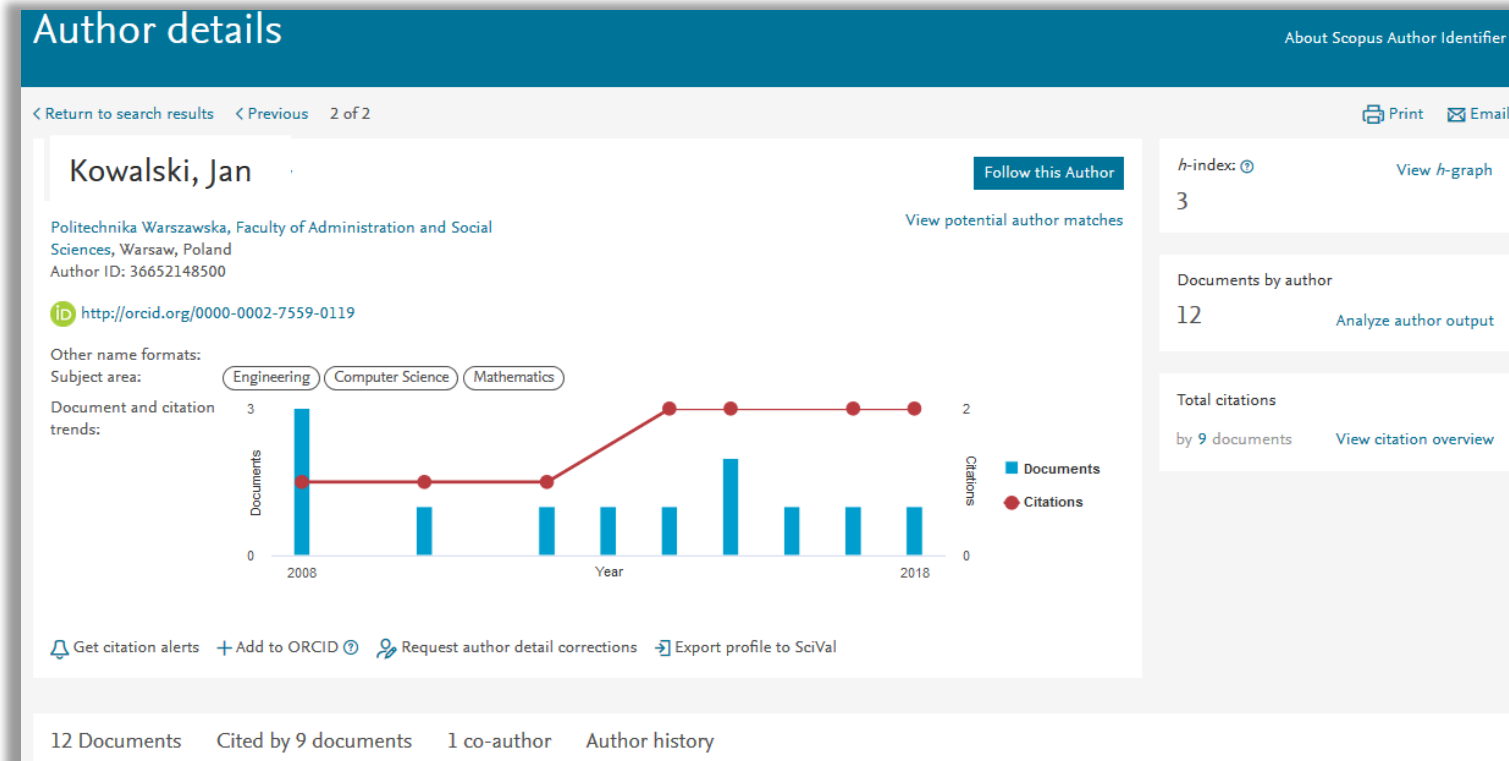 Author details
About Scopus Author Identifier
Return to search results
Previous
2 of 2
Print
Email
Kowalski, Jan
Follow this Author
Politechnika Warszawska, Faculty of Administration and Social
Sciences, Warsaw, Poland
Author ID: 36652148500
View potential author matches
iD http://orcid.org/0000-0002-7559-0119
Other name formats:
Subject area:
Engineering
Computer Science
Mathematics
Document and citation
trends:
3
0
Documents
2008
Year
2018
2
0
Citations
Documents
Citations
Get citation alerts
Add to ORCID
Request author detail corrections
Export profile to SciVal
h-index:
View h-graph
3
Documents by author
12
Analyze author output
Total citations
by 9 documents
View citation overview
12 Documents
Cited by 9 documents
1 co-author
Author history